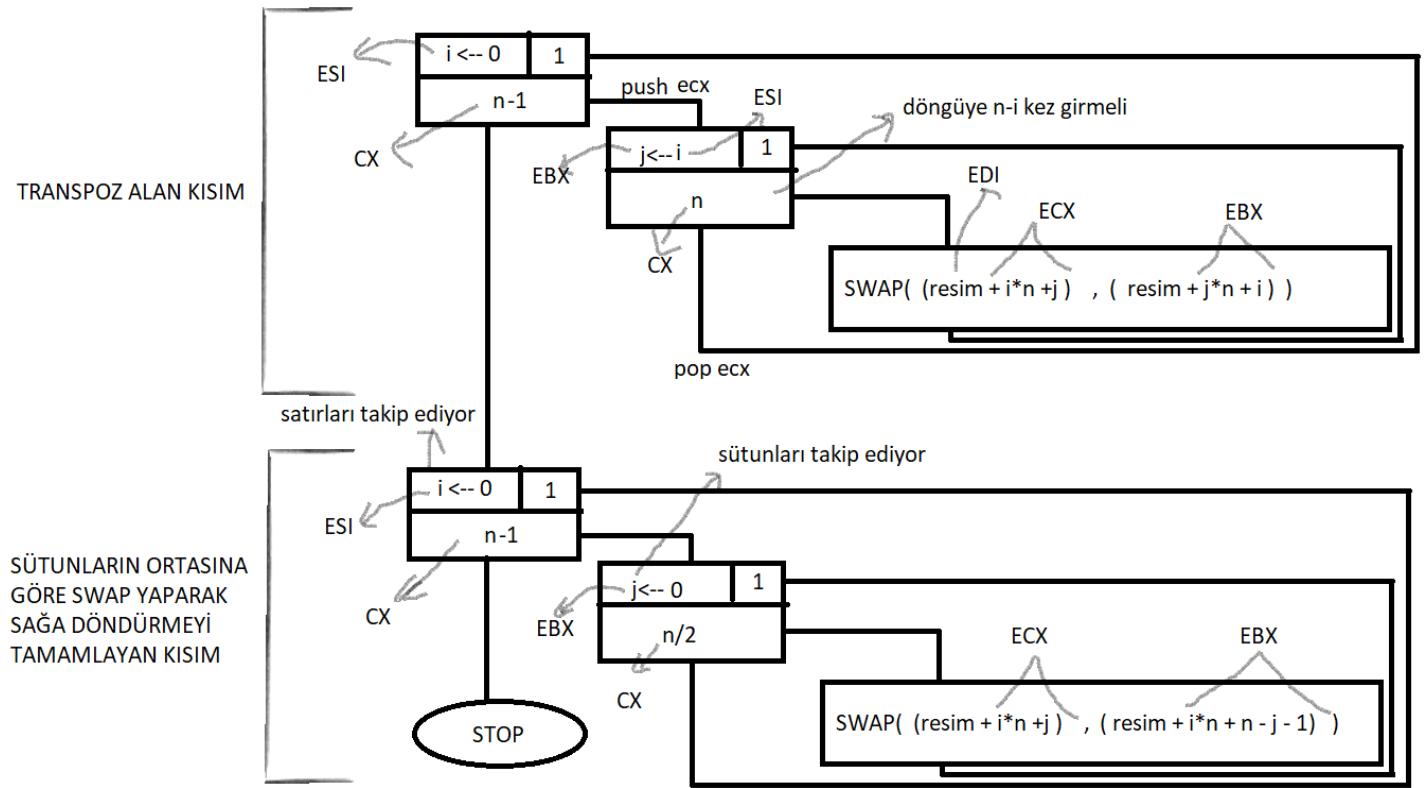 i <-- 0
1
ESI
n-1
push ecx
ESI
döngüye n-i kez girmeli
CX
j<-- i
1
EBX
TRANSPOZ ALAN KISIM
n
EDI
ECX
EBX
CX
SWAP( (resim + i*n +j ) , ( resim + j*n + i ) )
pop ecx
satırları takip ediyor
sütunları takip ediyor
i <-- 0
1
ESI
n-1
SÜTUNLARIN ORTASINA
GÖRE SWAP YAPARAK
SAĞA DÖNDÜRMEYİ
TAMAMLAYAN KISIM
j<-- 0
1
CX
EBX
n/2
ECX
EBX
CX
SWAP( (resim + i*n +j ) , ( resim + i*n + n - j - 1) )
STOP